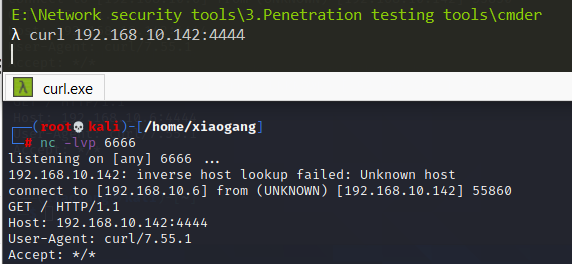 E:\Network security tools\3.Penetration testing tools\cmder
λ curl 192.168.10.142:4444
λ curl.exe
┌──(root💀kali)-[/home/xiaogang]
└─# nc -lvp 6666
listening on [any] 6666 ...
192.168.10.142: inverse host lookup failed: Unknown host
connect to [192.168.10.6] from (UNKNOWN) [192.168.10.142] 55860
GET / HTTP/1.1
Host: 192.168.10.142:4444
User-Agent: curl/7.55.1
Accept: */*